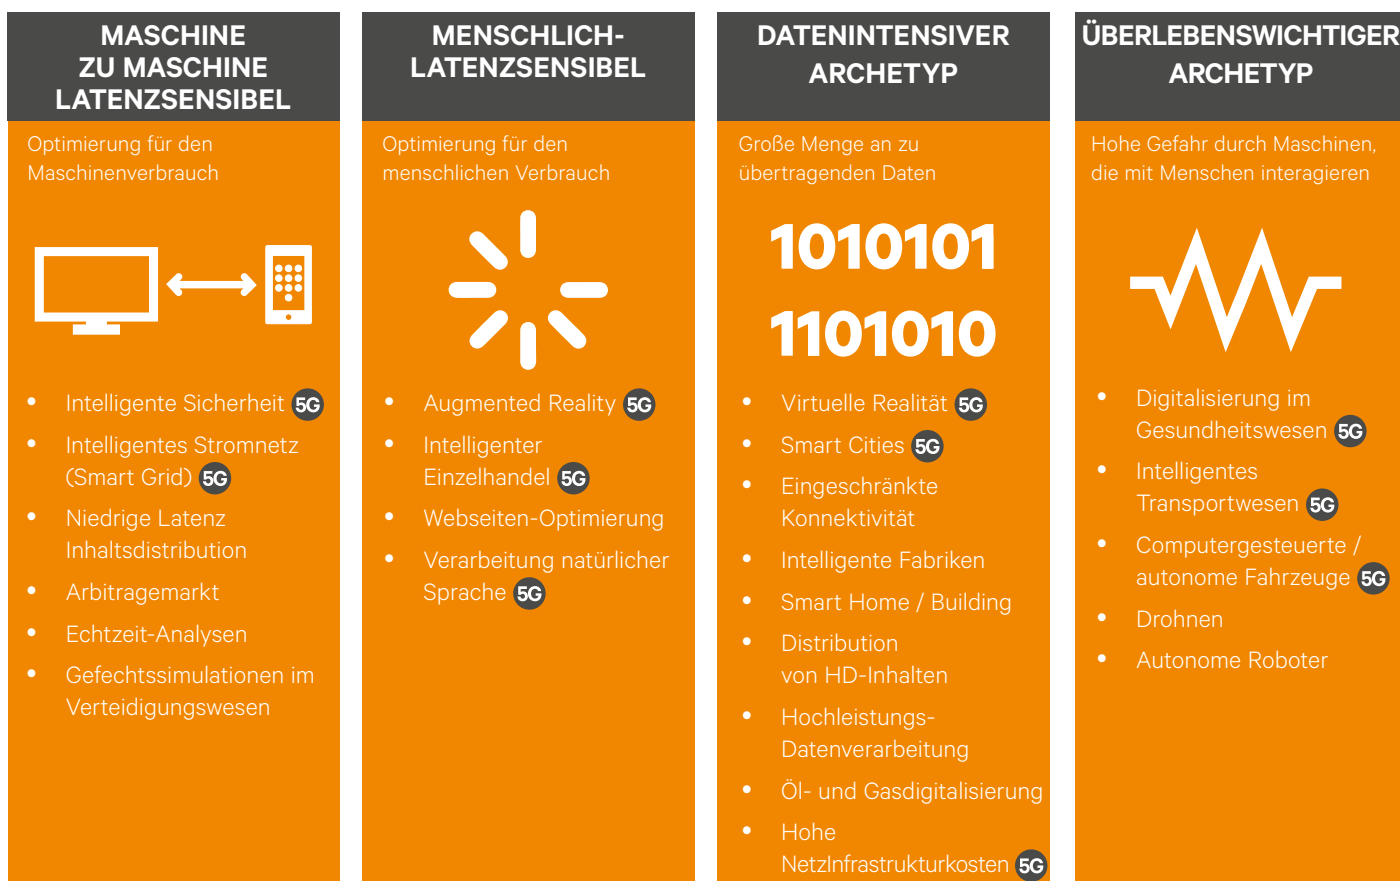 MASCHINE
ZU MASCHINE
LATENZSENSIBEL
Optimierung für den
Maschinenverbrauch
• Intelligente Sicherheit 5G
• Intelligentes Stromnetz
(Smart Grid) 5G
• Niedrige Latenz
Inhaltsdistribution
• Arbitragemarkt
• Echtzeit-Analysen
• Gefechtssimulationen im
Verteidigungswesen
MENSCHLICH-
LATENZSENSIBEL
Optimierung für den
menschlichen Verbrauch
• Augmented Reality 5G
• Intelligenter
Einzelhandel 5G
• Webseiten-Optimierung
• Verarbeitung natürlicher
Sprache 5G
DATENINTENSIVER
ARCHETYP
Große Menge an zu
übertragenden Daten
1010101
1101010
• Virtuelle Realität 5G
• Smart Cities 5G
• Eingeschränkte
Konnektivität
• Intelligente Fabriken
• Smart Home / Building
• Distribution
von HD-Inhalten
• Hochleistungs-
Datenverarbeitung
• Öl- und Gasdigitalisierung
• Hohe
NetzInfrastrukturkosten 5G
ÜBERLEBENSWICHTIGER
ARCHETYP
Hohe Gefahr durch Maschinen,
die mit Menschen interagieren
• Digitalisierung im
Gesundheitswesen 5G
• Intelligentes
Transportwesen 5G
• Computergesteuerte /
autonome Fahrzeuge 5G
• Drohnen
• Autonome Roboter